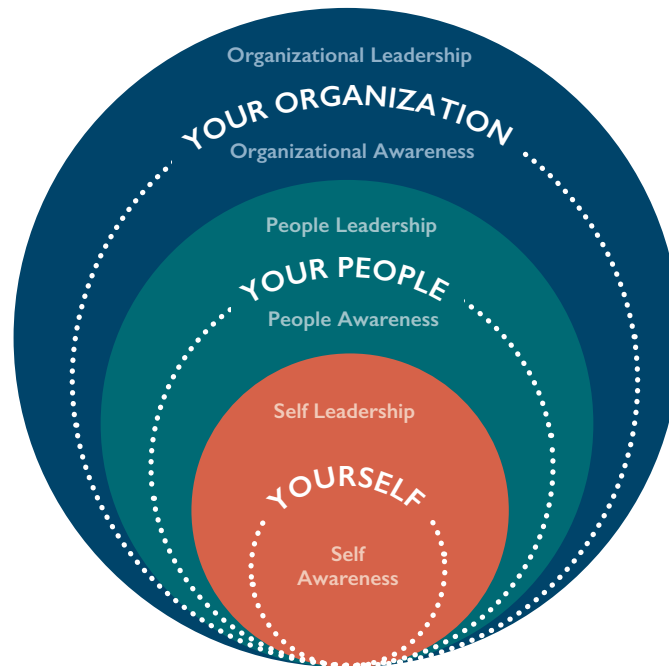 Organizational Leadership
YOUR ORGANIZATION
Organizational Awareness
People Leadership
YOUR PEOPLE
People Awareness
Self Leadership
YOURSELF
Self
Awareness